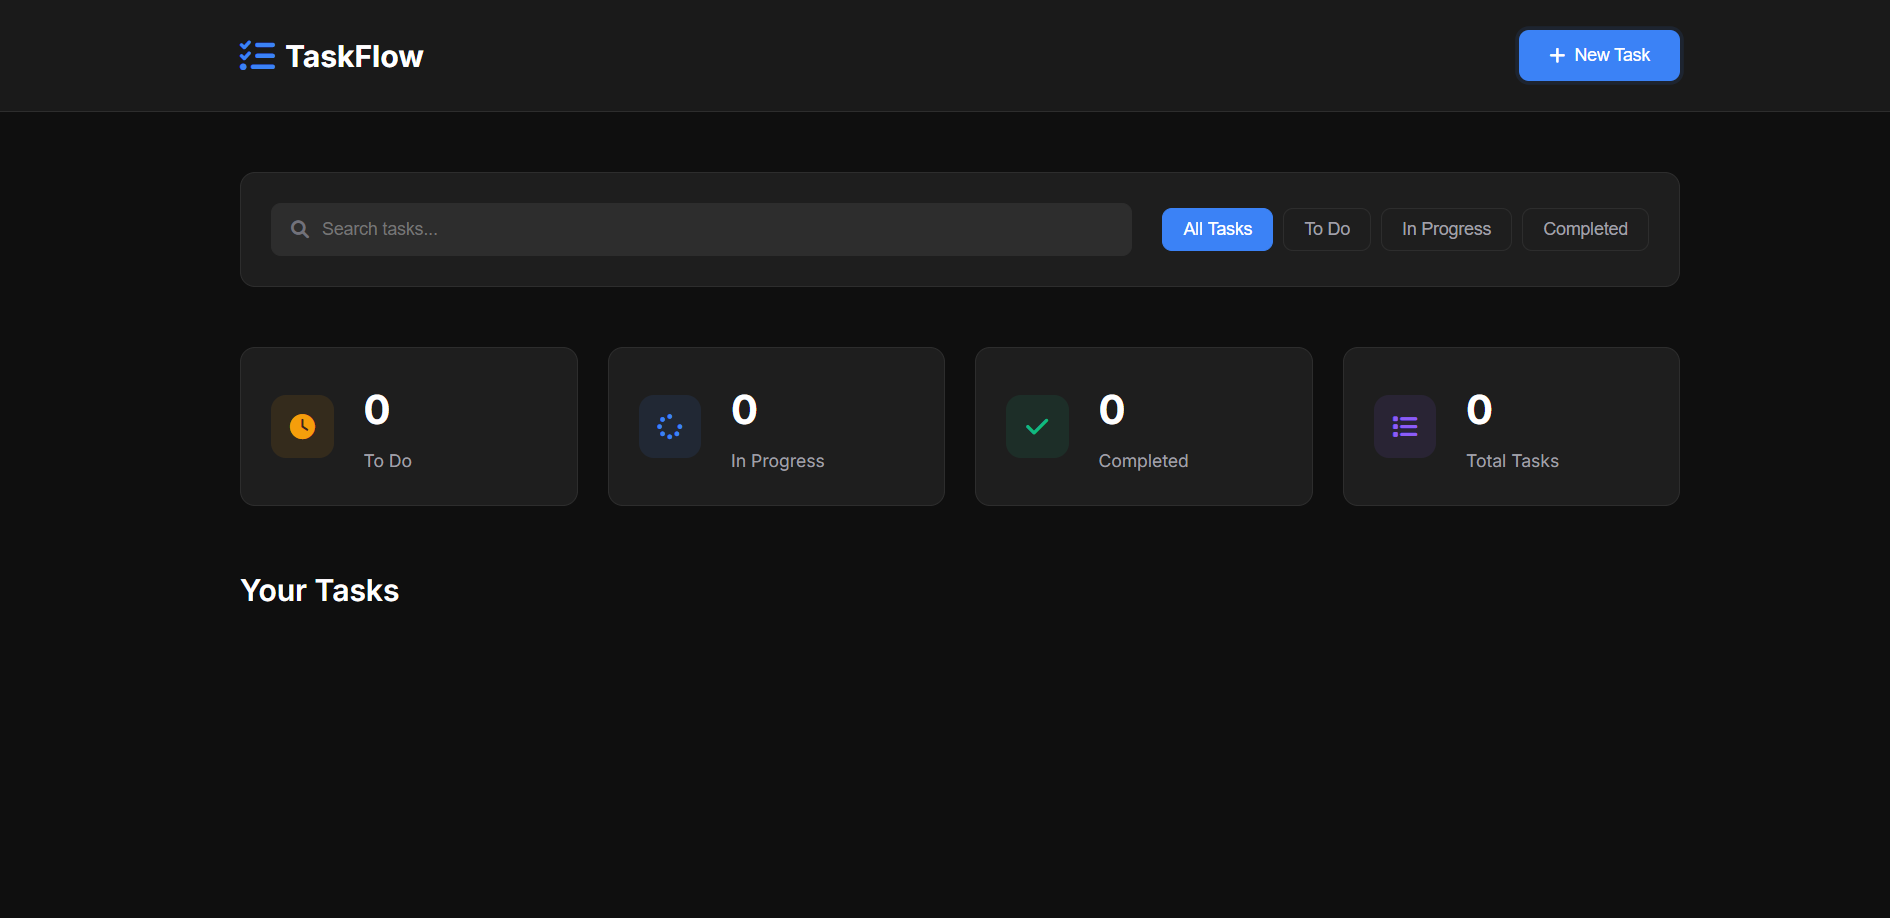 TaskFlow
New Task
Search tasks...
All Tasks
To Do
In Progress
Completed
0
To Do
0
In Progress
0
Completed
0
Total Tasks
Your Tasks